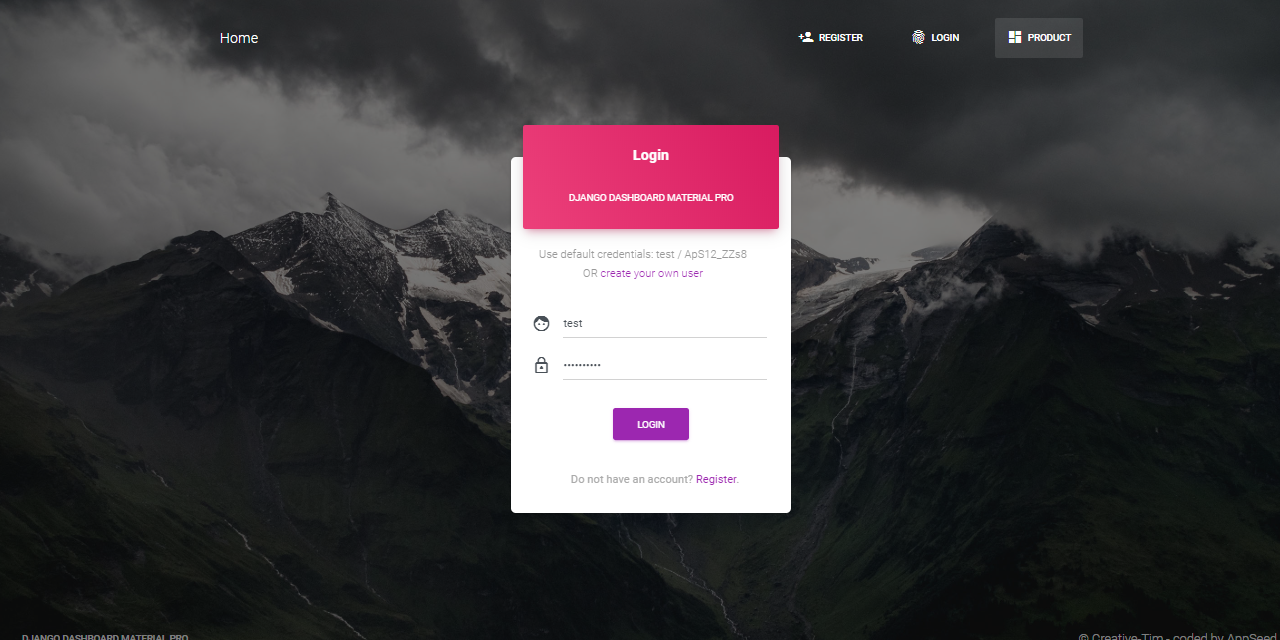 Home
REGISTER
LOGIN
PRODUCT
Login
DJANGO DASHBOARD MATERIAL PRO
Use default credentials: test / ApS12_ZZs8
OR create your own user
test
••••••••••
LOGIN
Do not have an account? Register.
DJANGO DASHBOARD MATERIAL PRO
© Creative-Tim - coded by AppSeed